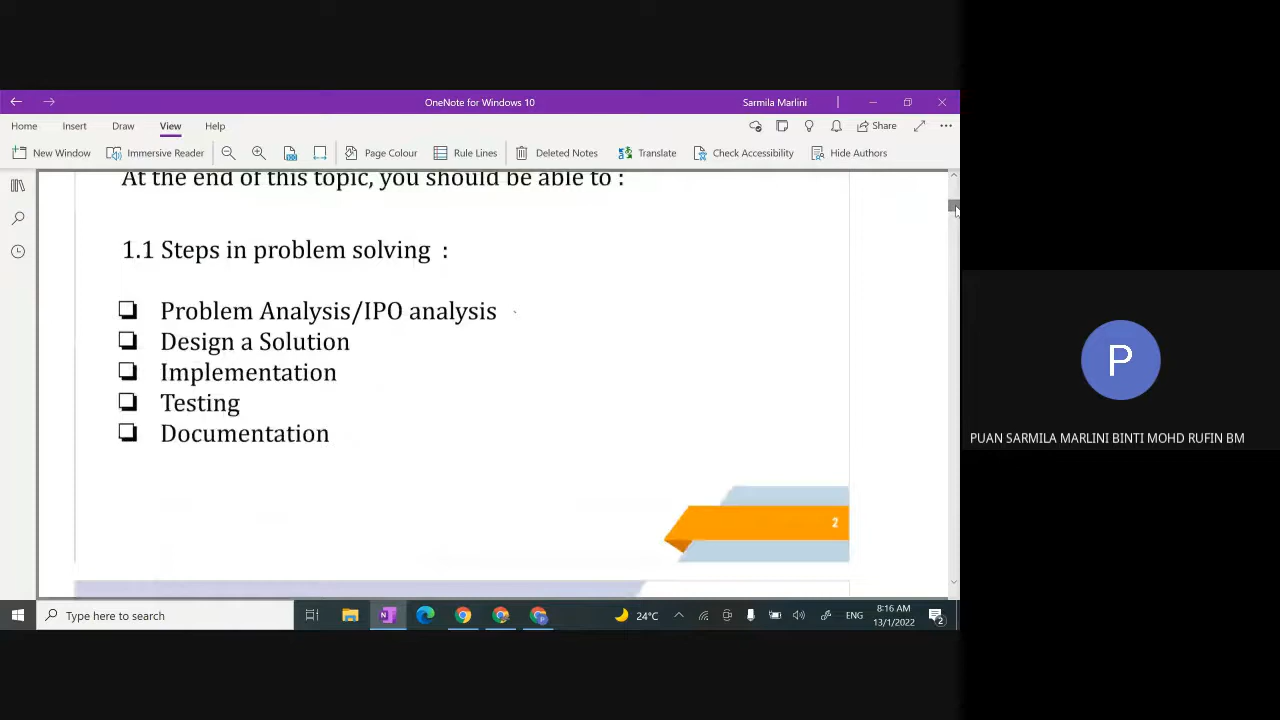 OneNote for Windows 10
Sarmila Marlini
Home Insert Draw View Help
Share
New Window Immersive Reader Page Colour Rule Lines Deleted Notes Translate Check Accessibility Hide Authors
At the end of this topic, you should be able to :
1.1 Steps in problem solving :
Problem Analysis/IPO analysis
Design a Solution
Implementation
Testing
Documentation
2
P
PUAN SARMILA MARLINI BINTI MOHD RUFIN BM
Type here to search
24°C
ENG
8:16 AM
13/1/2022
2